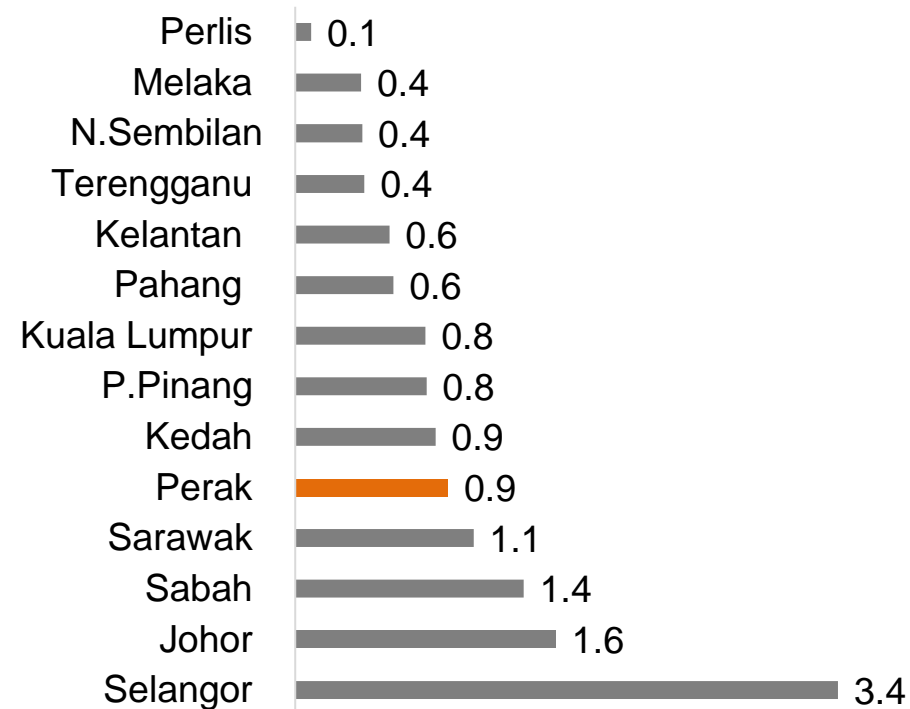 Perlis 0.1
Melaka 0.4
N.Sembilan 0.4
Terengganu 0.4
Kelantan 0.6
Pahang 0.6
Kuala Lumpur 0.8
P.Pinang 0.8
Kedah 0.9
Perak 0.9
Sarawak 1.1
Sabah 1.4
Johor 1.6
Selangor 3.4